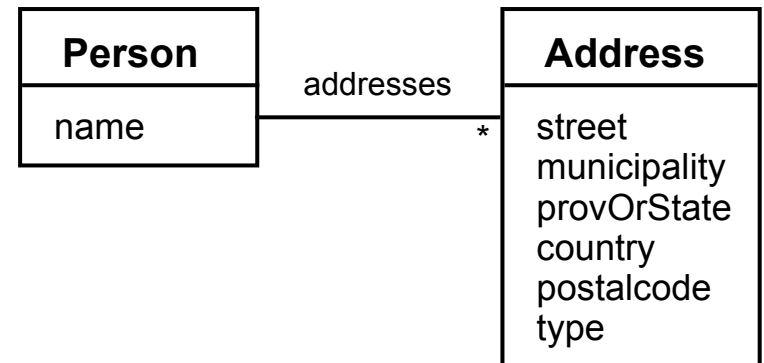 Person
name
addresses
*
Address
street
municipality
provOrState
country
postalcode
type